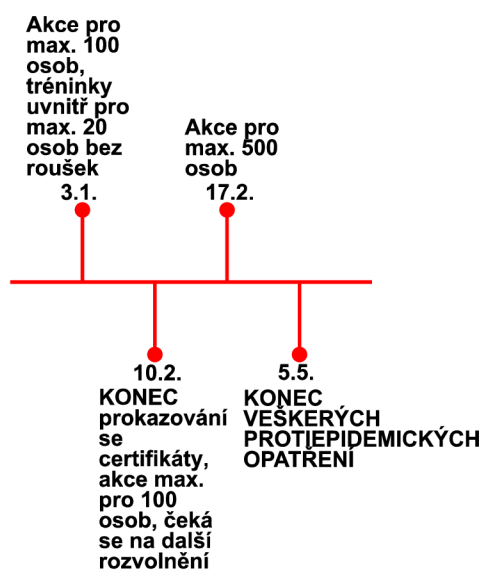 Akce pro
max. 100
osob,
tréninky
uvnitř pro
max. 20
osob bez
roušek
3.1.
Akce pro
max. 500
osob
17.2.
10.2.
KONEC
prokazování
se
certifikáty,
akce max.
pro 100
osob, čeká
se na další
rozvolnění
5.5.
KONEC
VEŠKERÝCH
PROTIEPIDEMICKÝCH
OPATŘENÍ